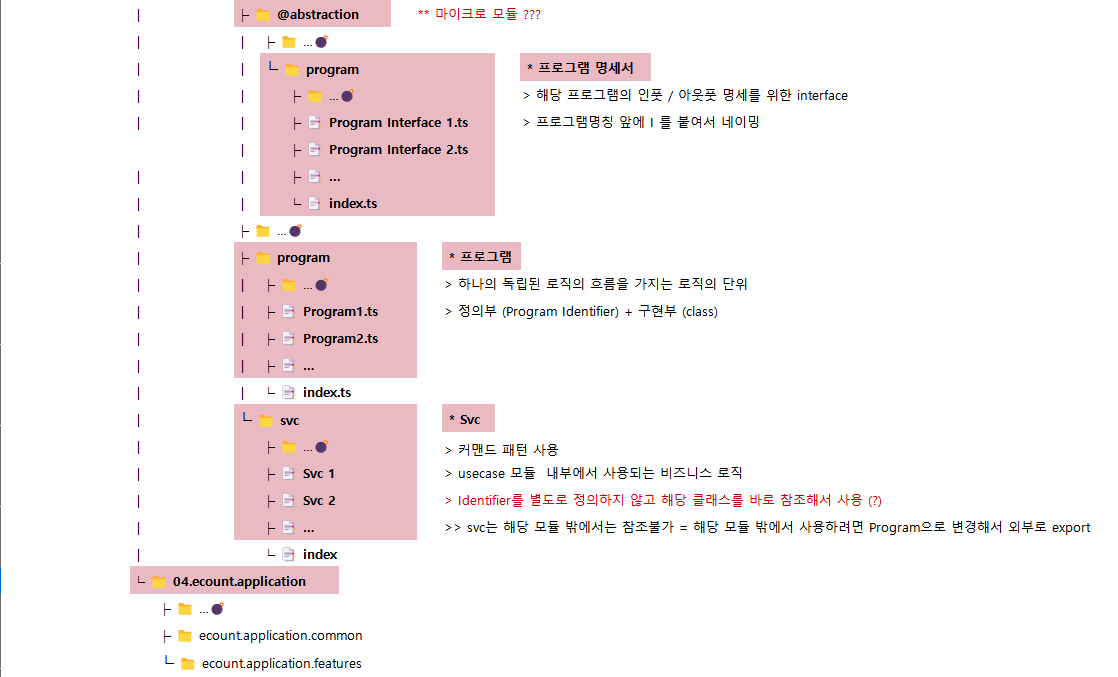 @abstraction ** 마이크로 모듈 ???
...
program * 프로그램 명세서
... > 해당 프로그램의 인풋 / 아웃풋 명세를 위한 interface
Program Interface 1.ts > 프로그램명칭 앞에 I 를 붙여서 네이밍
Program Interface 2.ts
...
index.ts
...
program * 프로그램
... > 하나의 독립된 로직의 흐름을 가지는 로직의 단위
Program1.ts > 정의부 (Program Identifier) + 구현부 (class)
Program2.ts
...
index.ts
svc * Svc
... > 커맨드 패턴 사용
Svc 1 > usecase 모듈 내부에서 사용되는 비즈니스 로직
Svc 2 > Identifier를 별도로 정의하지 않고 해당 클래스를 바로 참조해서 사용 (?)
... >> svc는 해당 모듈 밖에서는 참조불가 = 해당 모듈 밖에서 사용하려면 Program으로 변경해서 외부로 export
index
04.ecount.application
...
ecount.application.common
ecount.application.features